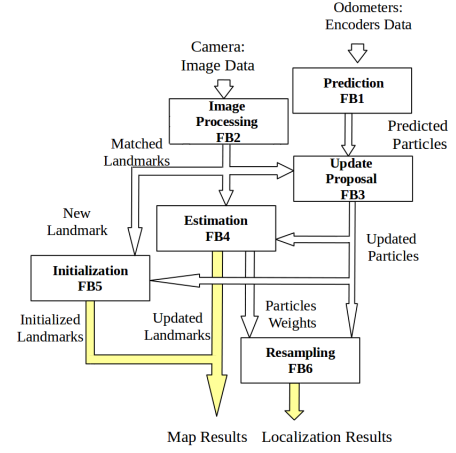 Odometers:
Encoders Data
Camera:
Image Data
Prediction
FB1
Image
Processing
FB2
Predicted
Particles
Matched
Landmarks
Update
Proposal
FB3
New
Landmark
Estimation
FB4
Updated
Particles
Initialization
FB5
Initialized
Landmarks
Updated
Landmarks
Particles
Weights
Resampling
FB6
Map Results
Localization Results